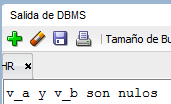 Salida de DBMS
Tamaño de Bu
HR ×
v_a y v_b son nulos